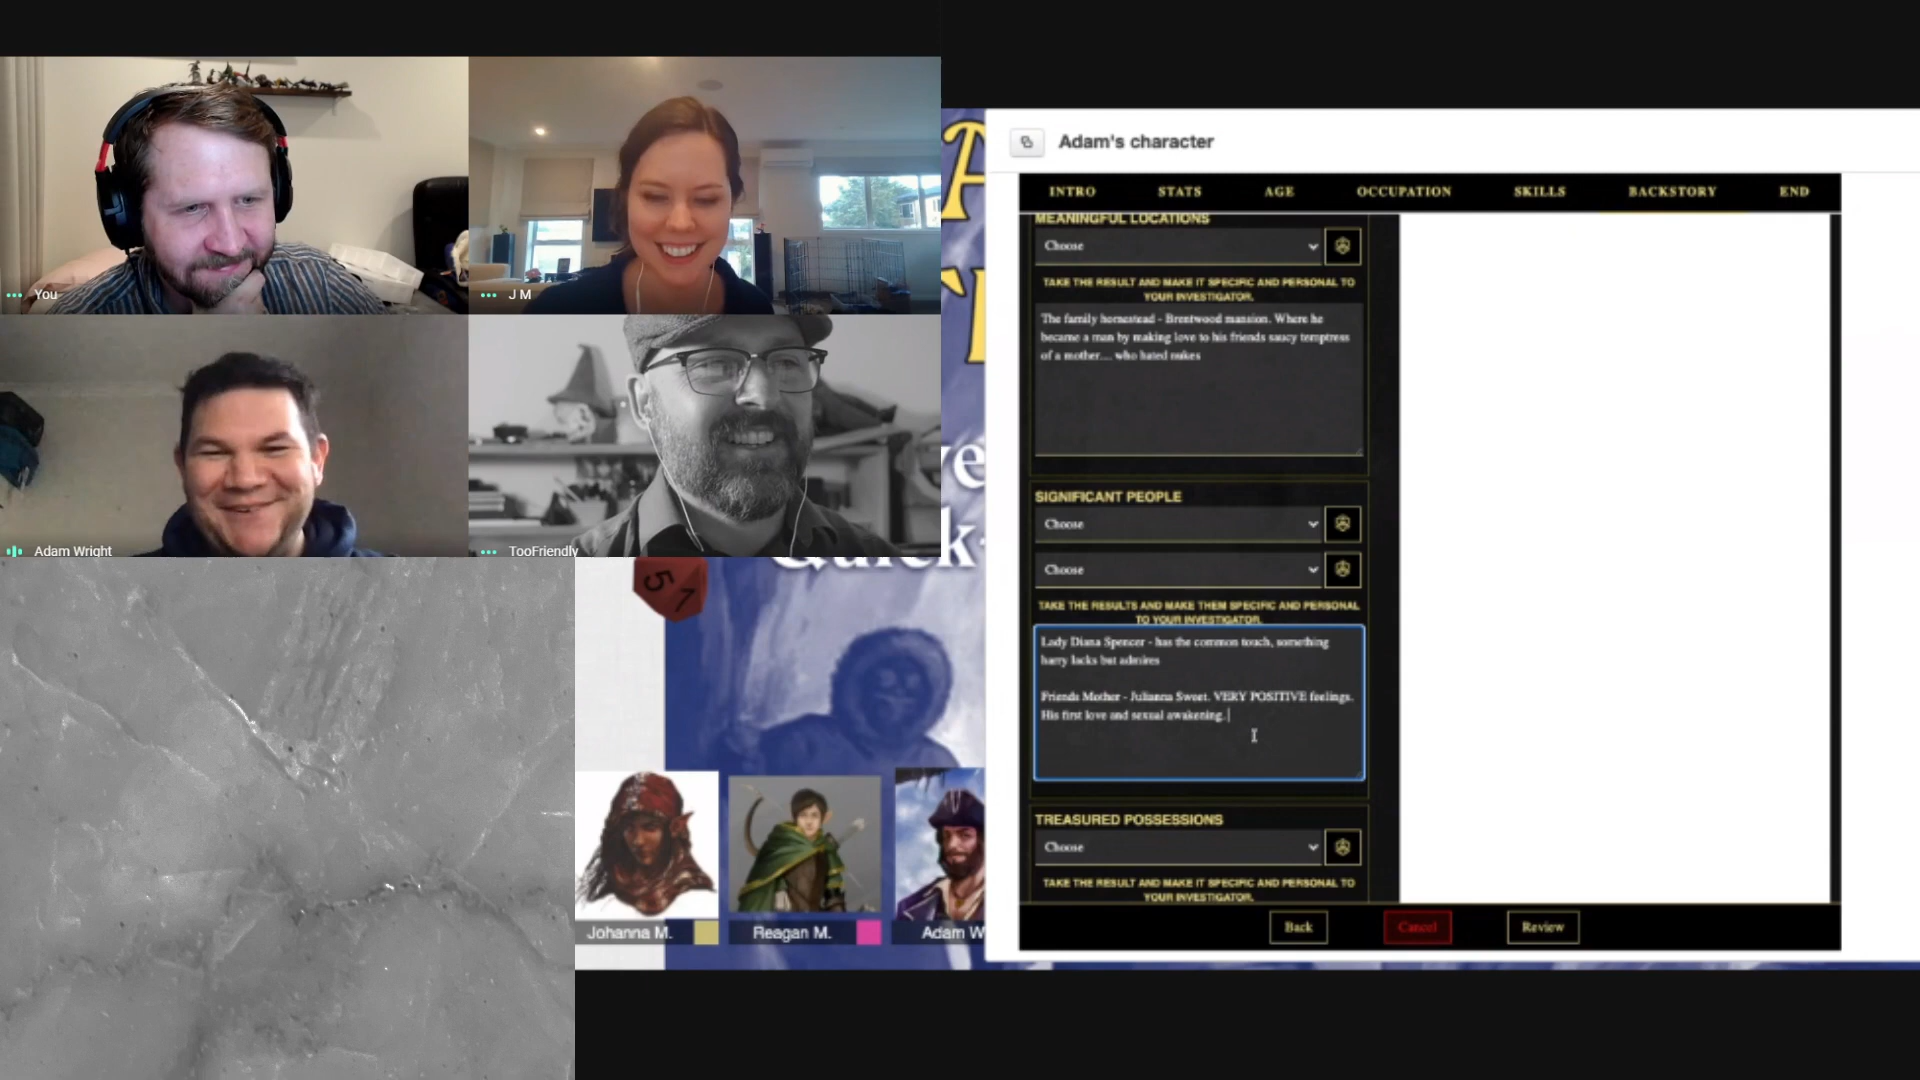 You
J M
Adam Wright
TooFriendly
5
7
Johanna M.
Reagan M.
Adam W
Adam's character
INTRO STATS AGE OCCUPATION SKILLS BACKSTORY END
MEANINGFUL LOCATIONS
Choose
TAKE THE RESULT AND MAKE IT SPECIFIC AND PERSONAL TO
YOUR INVESTIGATOR.
The family homestead - Brentwood mansion. Where he
became a man by making love to his friends saucy temptress
of a mother.... who hated nukes
SIGNIFICANT PEOPLE
Choose
Choose
TAKE THE RESULTS AND MAKE THEM SPECIFIC AND PERSONAL
TO YOUR INVESTIGATOR.
Lady Diana Spencer - has the common touch, something
harry lacks but admires
Friends Mother - Julianna Sweet. VERY POSITIVE feelings.
His first love and sexual awakening.
TREASURED POSSESSIONS
Choose
TAKE THE RESULT AND MAKE IT SPECIFIC AND PERSONAL TO
YOUR INVESTIGATOR.
Back Cancel Review